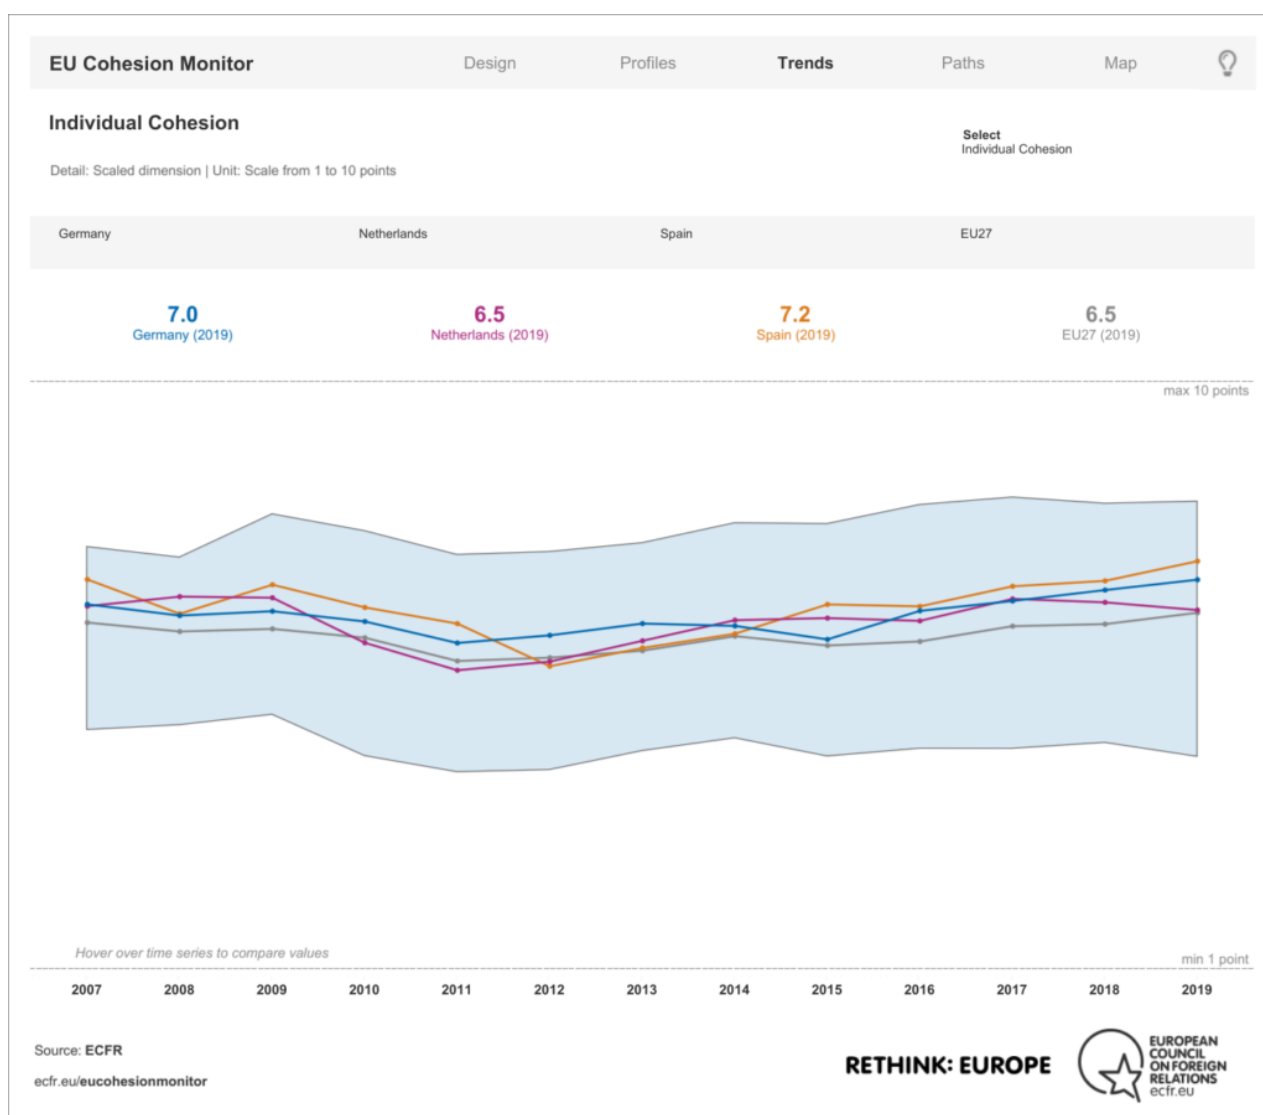 EU Cohesion Monitor Design Profiles Trends Paths Map
Individual Cohesion
Select
Individual Cohesion
Detail: Scaled dimension | Unit: Scale from 1 to 10 points
Germany Netherlands Spain EU27
7.0 6.5 7.2 6.5
Germany (2019) Netherlands (2019) Spain (2019) EU27 (2019)
max 10 points
Hover over time series to compare values
min 1 point
2007 2008 2009 2010 2011 2012 2013 2014 2015 2016 2017 2018 2019
Source: ECFR
ecfr.eu/eucohesionmonitor
RETHINK: EUROPE
EUROPEAN
COUNCIL
ON FOREIGN
RELATIONS
ecfr.eu